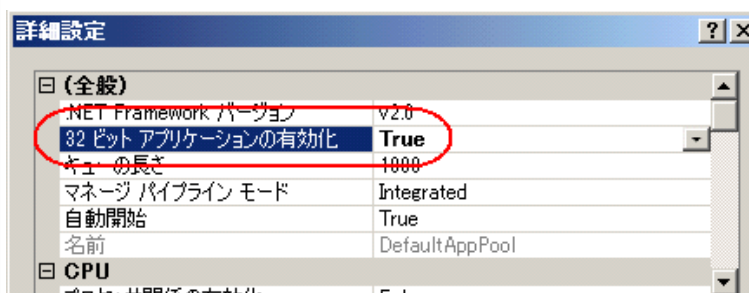 詳細設定
(全般)
.NET Framework バージョン v2.0
32 ビット アプリケーションの有効化 True
キューの長さ 1000
マネージ パイプライン モード Integrated
自動開始 True
名前 DefaultAppPool
CPU